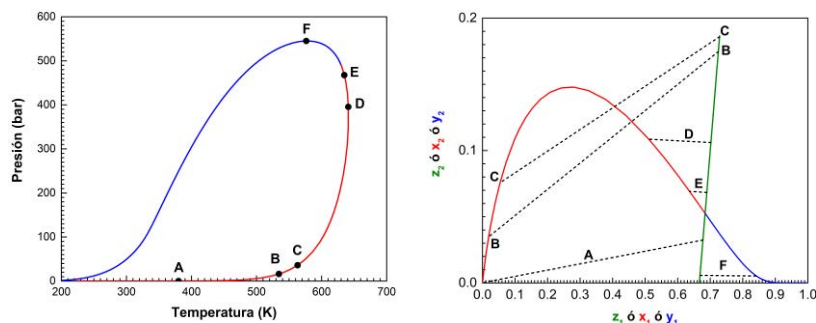 600
500
400
300
200
100
0
Presión (bar)
200 300 400 500 600 700
Temperatura (K)
A
B
C
D
E
F
0.2
0.1
0.0
z₂ ó x₂ ó y₂
0.0 0.1 0.2 0.3 0.4 0.5 0.6 0.7 0.8 0.9 1.0
z₁ ó x₁ ó y₁
C
B
D
C
E
B
A
F